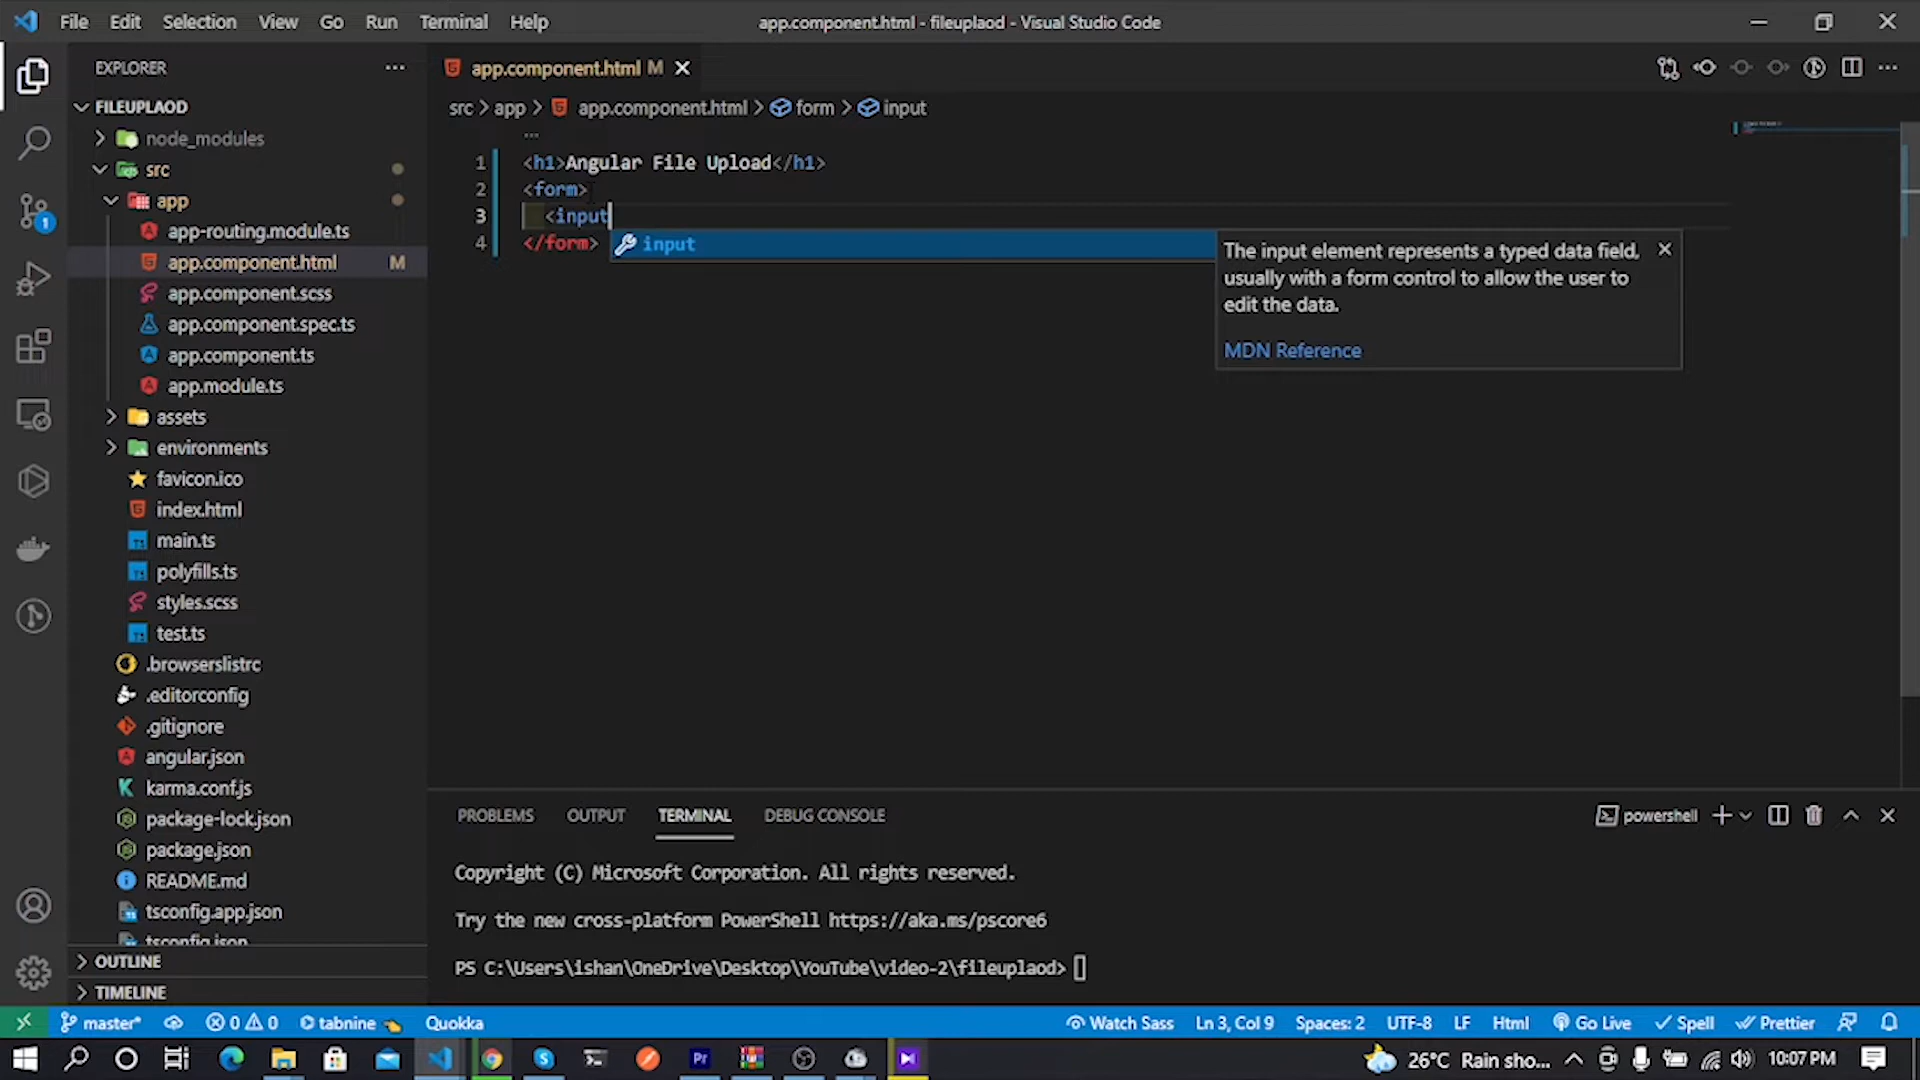 File Edit Selection View Go Run Terminal Help
app.component.html - fileuplaod - Visual Studio Code
EXPLORER
FILEUPLAOD
node_modules
src
app
app-routing.module.ts
app.component.html M
app.component.scss
app.component.spec.ts
app.component.ts
app.module.ts
assets
environments
favicon.ico
index.html
main.ts
polyfills.ts
styles.scss
test.ts
.browserslistrc
.editorconfig
.gitignore
angular.json
karma.conf.js
package-lock.json
package.json
README.md
tsconfig.app.json
tsconfig.json
OUTLINE
TIMELINE
1
app.component.html M
src > app > app.component.html > form > input
1 <h1>Angular File Upload</h1>
2 <form>
3 <input
4 </form>
input
The input element represents a typed data field,
usually with a form control to allow the user to
edit the data.
MDN Reference
PROBLEMS OUTPUT TERMINAL DEBUG CONSOLE
powershell
Copyright (C) Microsoft Corporation. All rights reserved.
Try the new cross-platform PowerShell https://aka.ms/pscore6
PS C:\Users\ishan\OneDrive\Desktop\YouTube\video-2\fileuplaod>
master* 0 0 tabnine Quokka
Watch Sass Ln 3, Col 9 Spaces: 2 UTF-8 LF Html Go Live Spell Prettier
26°C Rain sho... 10:07 PM